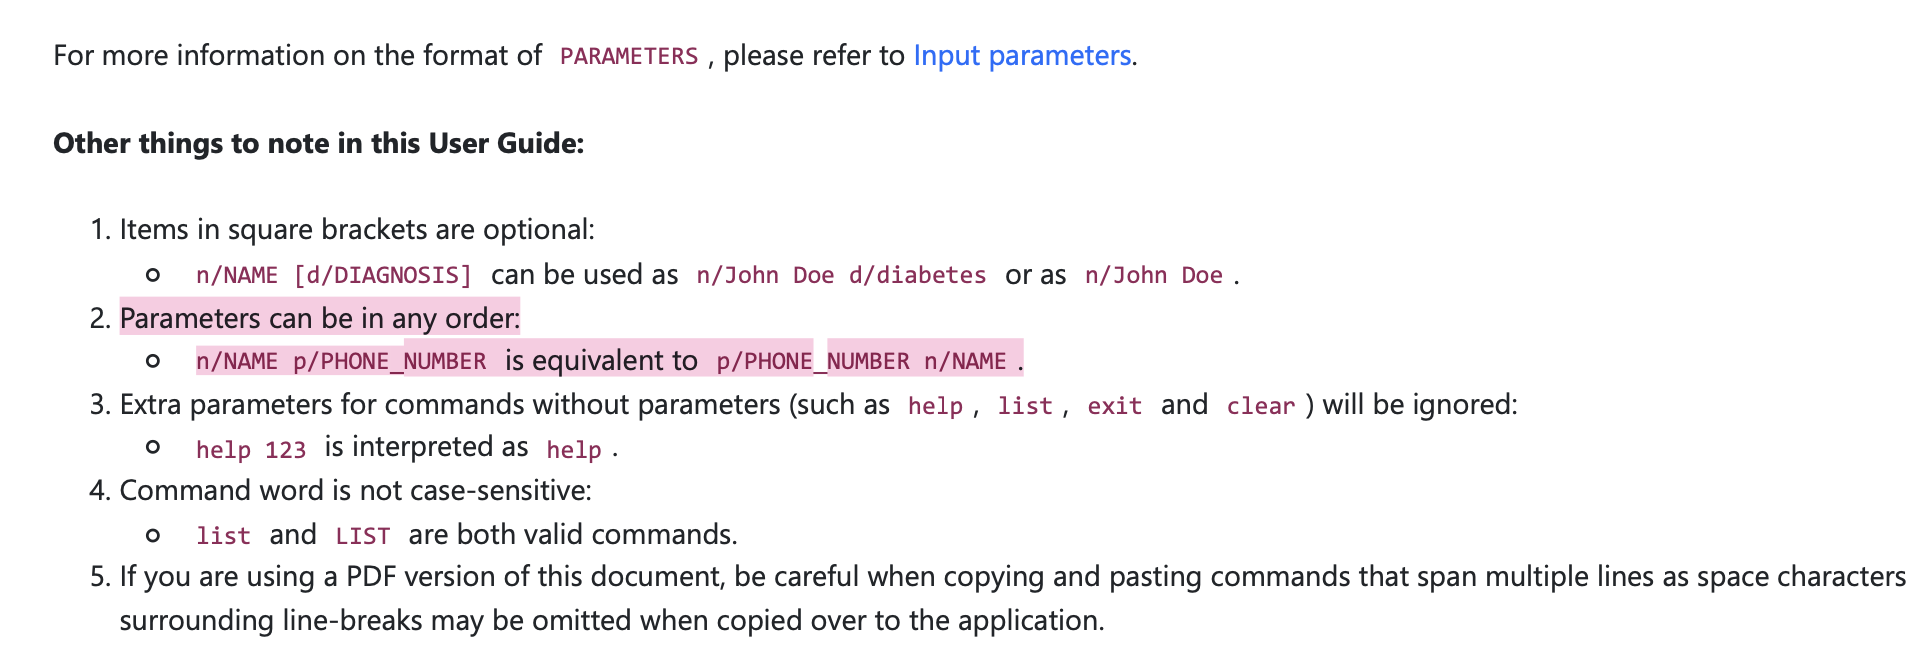 For more information on the format of PARAMETERS , please refer to Input parameters.
Other things to note in this User Guide:
1. Items in square brackets are optional:
n/NAME [d/DIAGNOSIS] can be used as n/John Doe d/diabetes or as n/John Doe .
2. Parameters can be in any order:
n/NAME p/PHONE_NUMBER is equivalent to p/PHONE_NUMBER n/NAME .
3. Extra parameters for commands without parameters (such as help , list , exit and clear ) will be ignored:
help 123 is interpreted as help .
4. Command word is not case-sensitive:
list and LIST are both valid commands.
5. If you are using a PDF version of this document, be careful when copying and pasting commands that span multiple lines as space characters
surrounding line-breaks may be omitted when copied over to the application.